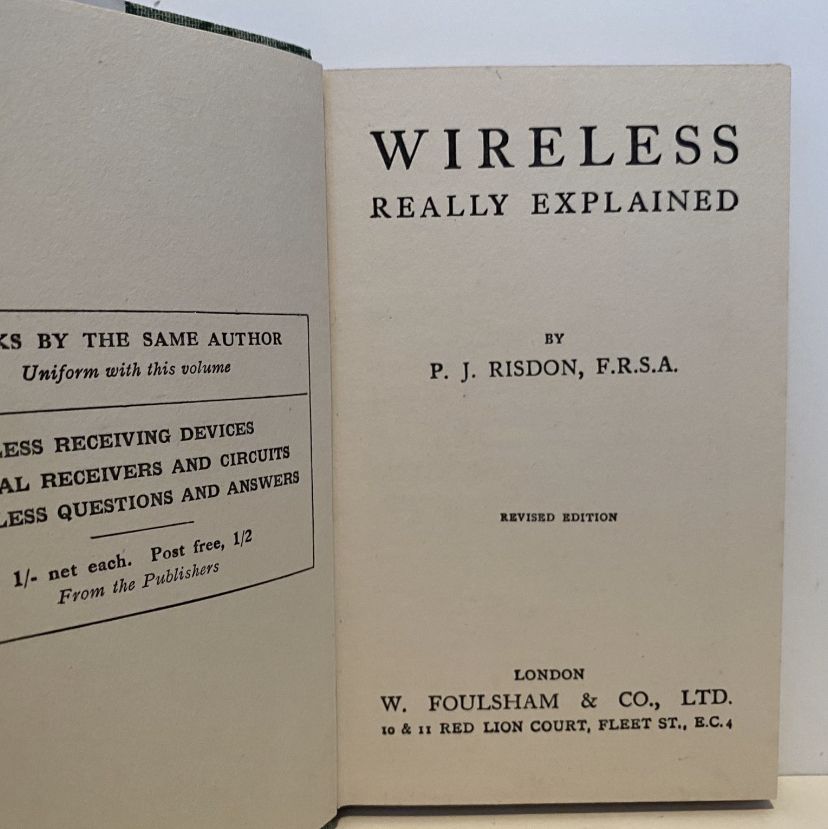 KS BY THE SAME AUTHOR
Uniform with this volume
LESS RECEIVING DEVICES
AL RECEIVERS AND CIRCUITS
LESS QUESTIONS AND ANSWERS
1/- net each. Post free, 1/2
From the Publishers
WIRELESS
REALLY EXPLAINED
BY
P. J. RISDON, F.R.S.A.
REVISED EDITION
LONDON
W. FOULSHAM & CO., LTD.
10 & 11 RED LION COURT, FLEET ST., E.C.4